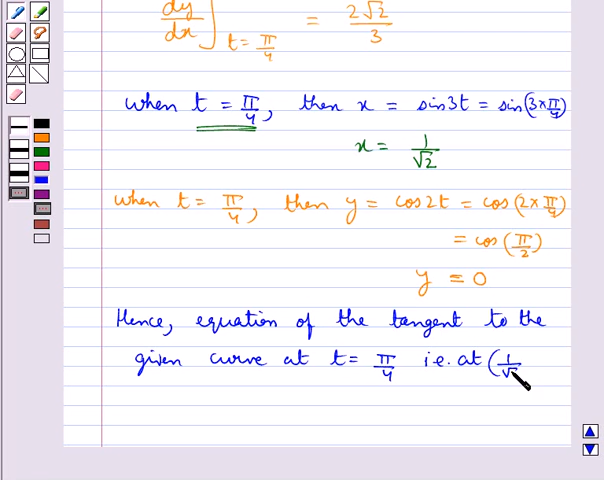 dy/dx]t = π/4 = 2√2/3
when t = π/4, then x = sin3t = sin(3×π/4)
x = 1/√2
when t = π/4, then y = cos2t = cos(2×π/4)
= cos(π/2)
y = 0
Hence, equation of the tangent to the
given curve at t = π/4 i.e. at (1/√